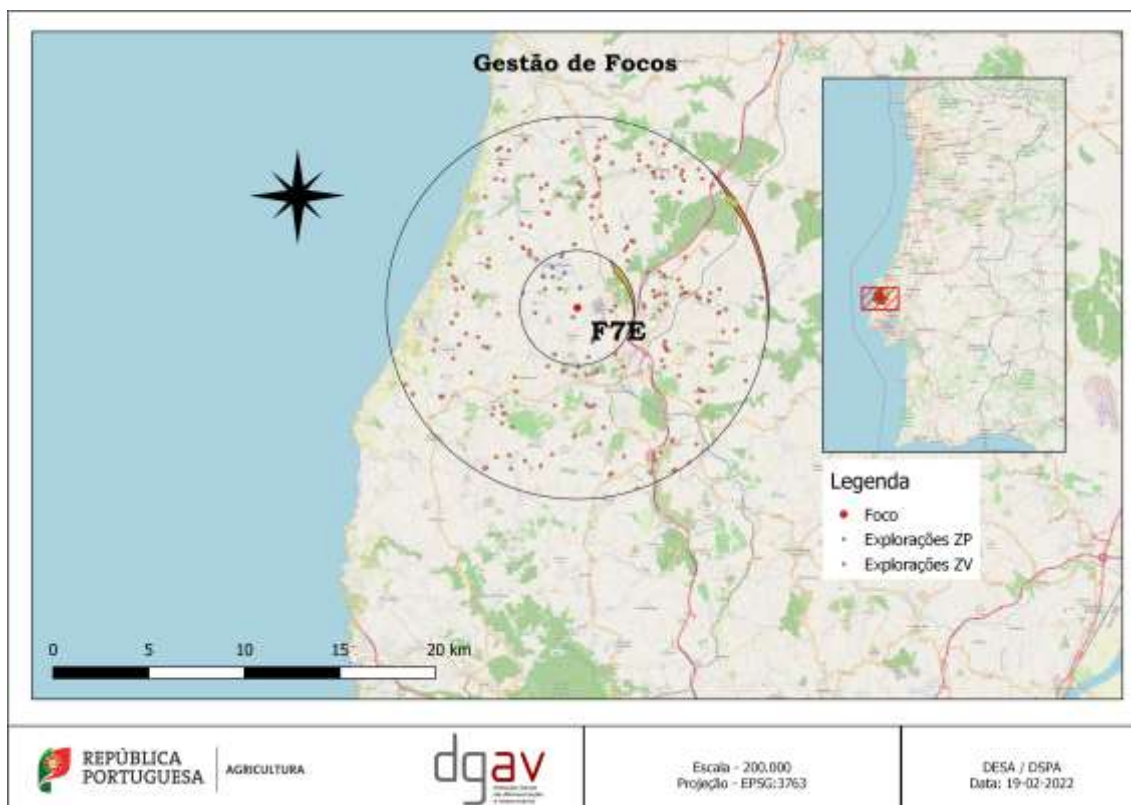 Gestão de Focos
F7E
Legenda
Foco
Explorações ZP
Explorações ZV
0 5 10 15 20 km
REPÚBLICA
PORTUGUESA
AGRICULTURA
dgav
Escala - 200.000
Projeção - EPSG:3763
DESA / DSPA
Data: 19-02-2022